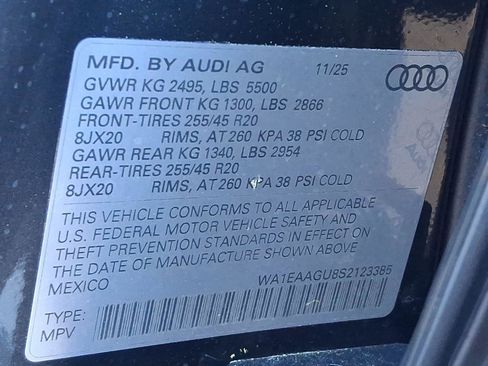 MFD. BY AUDI AG 11/25
GVWR KG 2495, LBS 5500
GAWR FRONT KG 1300, LBS 2866
FRONT-TIRES 255/45 R20
8JX20 RIMS, AT 260 KPA 38 PSI COLD
GAWR REAR KG 1340, LBS 2954
REAR-TIRES 255/45 R20
8JX20 RIMS, AT 260 KPA 38 PSI COLD
THIS VEHICLE CONFORMS TO ALL APPLICABLE
U.S. FEDERAL MOTOR VEHICLE SAFETY AND
THEFT PREVENTION STANDARDS IN EFFECT ON
THE DATE OF MANUFACTURE SHOWN ABOVE
MEXICO
WA1EAAGU8S2123385
TYPE:
MPV